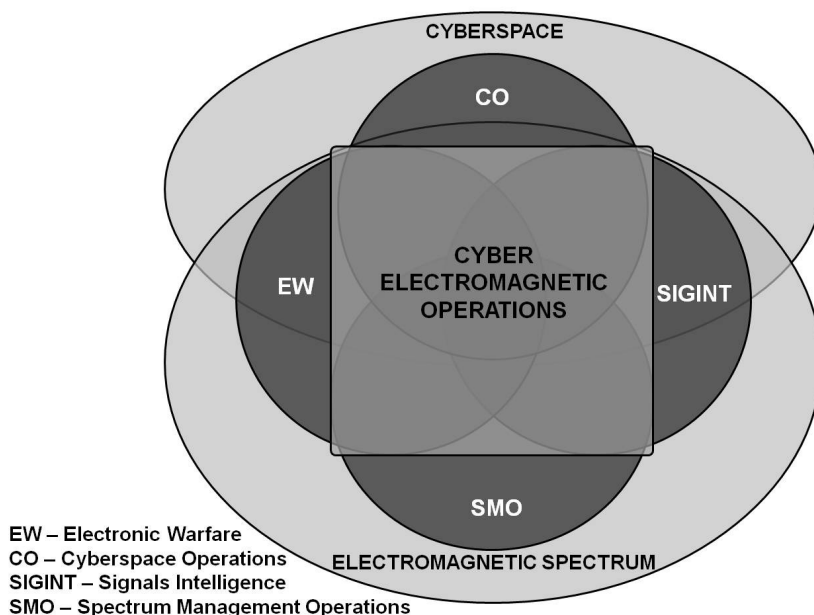 CYBERSPACE
CO
CYBER
ELECTROMAGNETIC
OPERATIONS
EW
SIGINT
SMO
ELECTROMAGNETIC SPECTRUM
EW – Electronic Warfare
CO – Cyberspace Operations
SIGINT – Signals Intelligence
SMO – Spectrum Management Operations